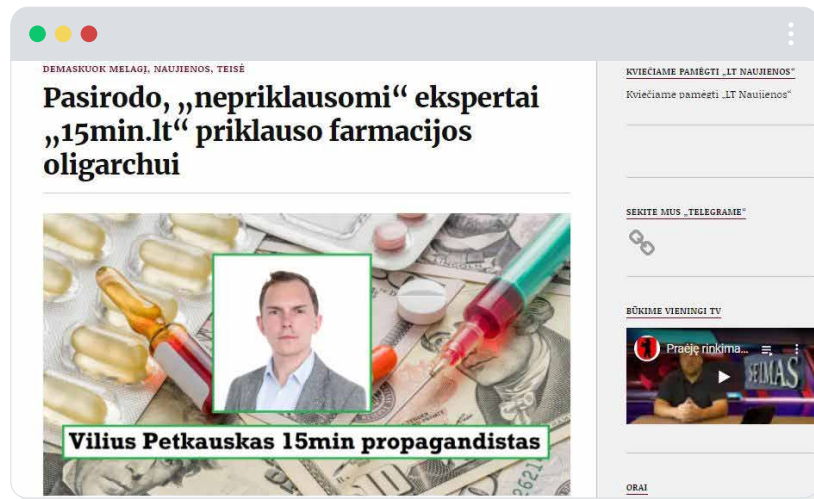 DEMASKUOK MELAGĮ, NAUJIENOS, TEISĖ
Pasirodo, „nepriklausomi“ ekspertai
„15min.lt“ priklauso farmacijos
oligarchui
Vilius Petkauskas 15min propagandistas
KVIEČIAME PAMĖGTI „LT NAUJIENOS“
Kviečiame pamėgti „LT Naujienos“
SEKITE MUS „TELEGRAME“
BŪKIME VIENINGI TV
Praėję rinkima...
SEIMAS
ORAI